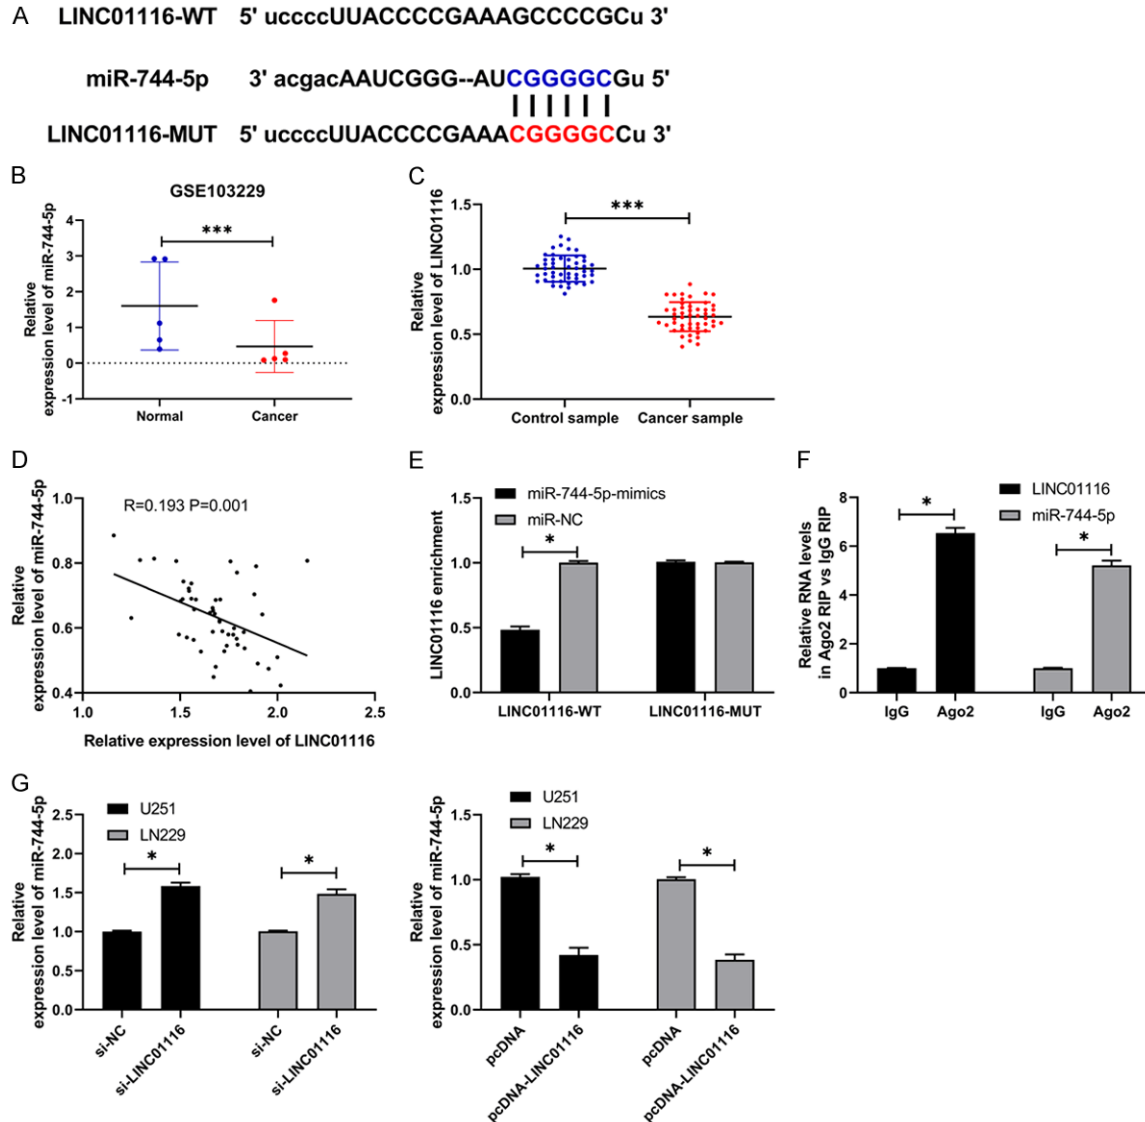 A
LINC01116-WT 5' uccccUUACCCCGAAAGCCCCGCu 3'
miR-744-5p 3' acgacAAUCGGG--AUCGGGGCGu 5'
LINC01116-MUT 5' uccccUUACCCCGAAACGGGGCCu 3'
B
GSE103229
Relative
expression level of miR-744-5p
4
3
2
1
0
-1
***
Normal
Cancer
C
Relative
expression level of LINC01116
1.5
1.0
0.5
0.0
***
Control sample
Cancer sample
D
Relative
expression level of miR-744-5p
R=0.193 P=0.001
1.0
0.8
0.6
0.4
1.0 1.5 2.0 2.5
Relative expression level of LINC01116
E
LINC01116 enrichment
miR-744-5p-mimics
miR-NC
1.5
1.0
0.5
0.0
*
LINC01116-WT
LINC01116-MUT
F
Relative RNA levels
in Ago2 RIP vs IgG RIP
LINC01116
miR-744-5p
8
6
4
2
0
*
*
IgG Ago2 IgG Ago2
G
Relative
expression level of miR-744-5p
U251
LN229
2.5
2.0
1.5
1.0
0.5
0.0
*
*
si-NC
si-LINC01116
si-NC
si-LINC01116
Relative
expression level of miR-744-5p
U251
LN229
1.5
1.0
0.5
0.0
*
*
pcDNA
pcDNA-LINC01116
pcDNA
pcDNA-LINC01116